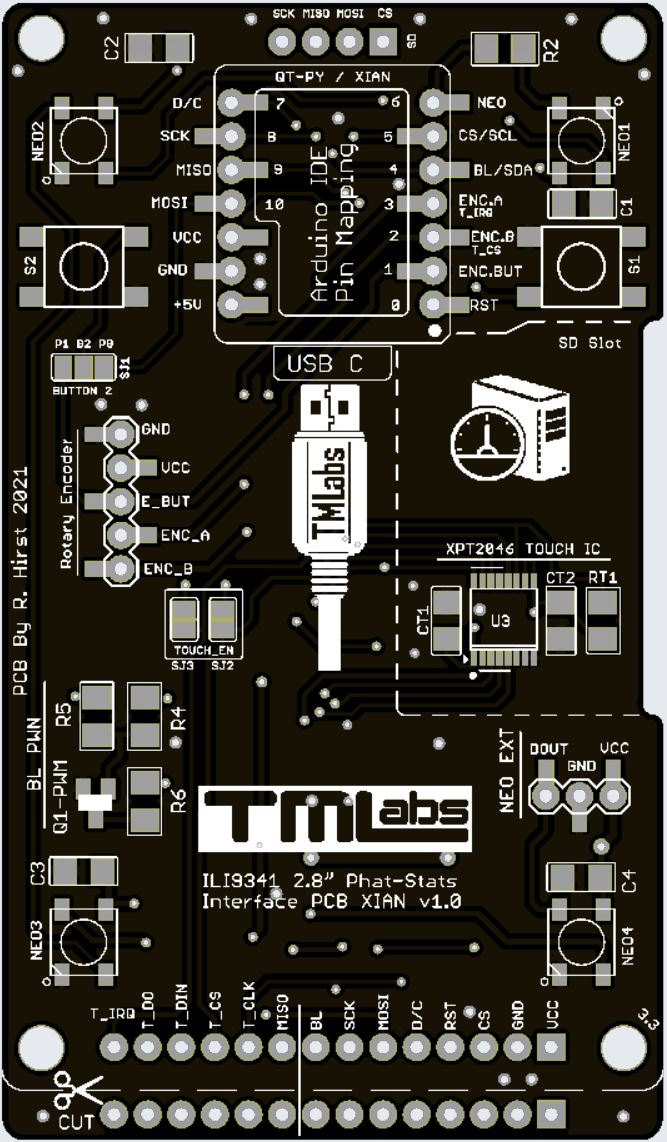 SCK MISO MOSI CS
SD
C2
R2
QT-PY / XIAN
D/C 7 6 NEO
SCK 8 5 CS/SCL
MISO 9 4 BL/SDA
MOSI 10 3 ENC.A
T_IRQ
VCC 2 ENC.B
T_CS
GND 1 ENC.BUT
+5V 0 RST
Arduino IDE
Pin Mapping
NEO2
NEO1
C1
S2
S1
SD Slot
USB C
P1 B2 P0
SJ1
BUTTON 2
GND
VCC
E_BUT
ENC_A
ENC_B
Rotary Encoder
TMLabs
PCB By R. Hirst 2021
XPT2046 TOUCH IC
CT1
U3
CT2
RT1
TOUCH_EN
SJ3 SJ2
R5
R4
BL PWN
Q1-PWM
R6
NEO EXT
DOUT
GND
VCC
TMLabs
C3
ILI9341 2.8" Phat-Stats
Interface PCB XIAN v1.0
C4
NEO3
NEO4
T_IRQ T_DO T_DIN T_CS T_CLK MISO BL SCK MOSI D/C RST CS GND VCC
3.3
CUT